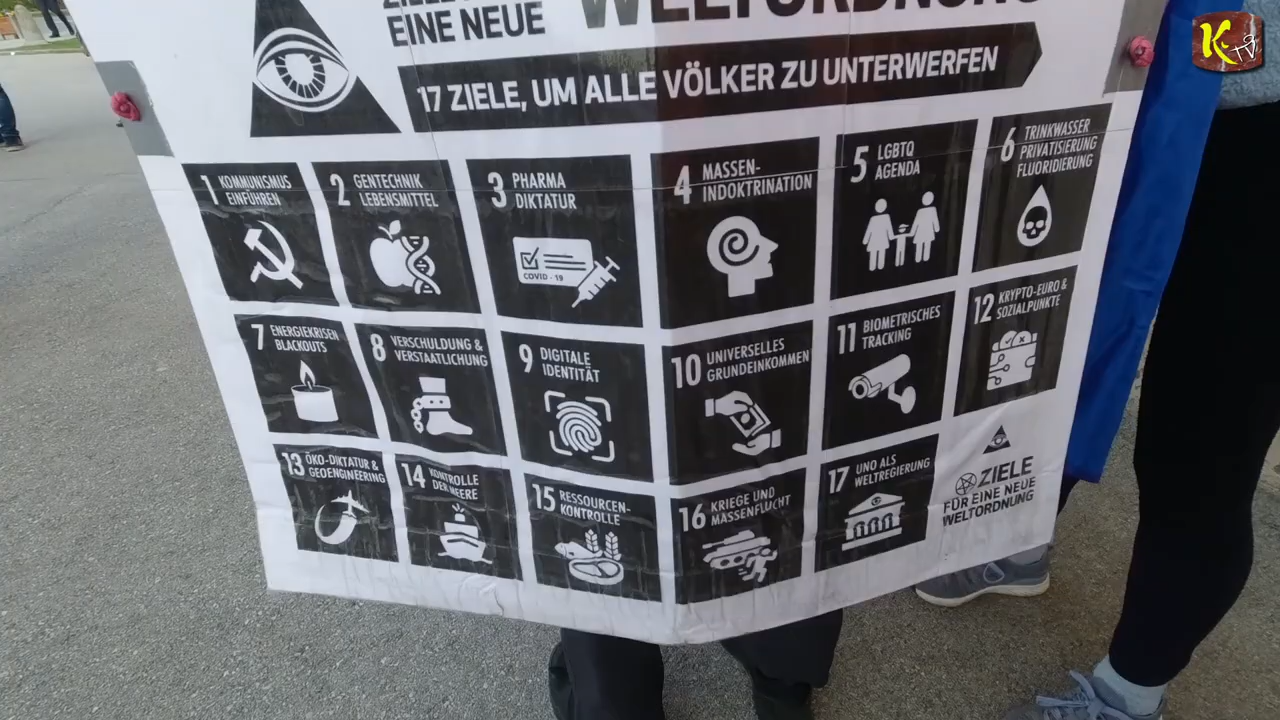 EINE NEUE WELTORDNUNG
17 ZIELE, UM ALLE VÖLKER ZU UNTERWERFEN
1 KOMMUNISMUS
EINFÜHREN
2 GENTECHNIK
LEBENSMITTEL
3 PHARMA
DIKTATUR
COVID - 19
4 MASSEN-
INDOKTRINATION
5 LGBTQ
AGENDA
6 TRINKWASSER
PRIVATISIERUNG
FLUORIDIERUNG
7 ENERGIEKRISEN
BLACKOUTS
8 VERSCHULDUNG &
VERSTAATLICHUNG
9 DIGITALE
IDENTITÄT
10 UNIVERSELLES
GRUNDEINKOMMEN
11 BIOMETRISCHES
TRACKING
12 KRYPTO-EURO &
SOZIALPUNKTE
13 ÖKO-DIKTATUR &
GEOENGINEERING
14 KONTROLLE
DER MEERE
15 RESSOURCEN-
KONTROLLE
16 KRIEGE UND
MASSENFLUCHT
17 UNO ALS
WELTREGIERUNG
ZIELE
FÜR EINE NEUE
WELTORDNUNG
K TV